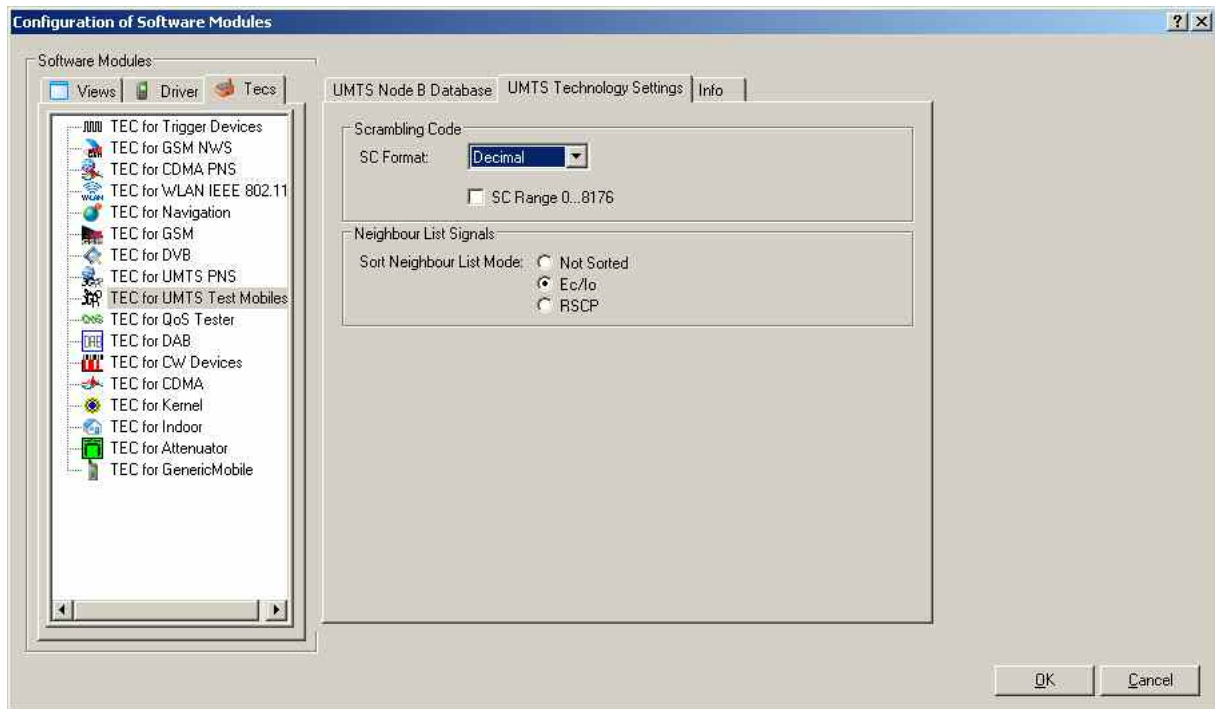 Configuration of Software Modules
Software Modules
Views
Driver
Tecs
TEC for Trigger Devices
TEC for GSM NWS
TEC for CDMA PNS
TEC for WLAN IEEE 802.11
TEC for Navigation
TEC for GSM
TEC for DVB
TEC for UMTS PNS
TEC for UMTS Test Mobiles
TEC for QoS Tester
TEC for DAB
TEC for CW Devices
TEC for CDMA
TEC for Kernel
TEC for Indoor
TEC for Attenuator
TEC for GenericMobile
UMTS Node B Database
UMTS Technology Settings
Info
Scrambling Code
SC Format:
Decimal
SC Range 0...8176
Neighbour List Signals
Sort Neighbour List Mode:
Not Sorted
Ec/Io
RSCP
OK
Cancel